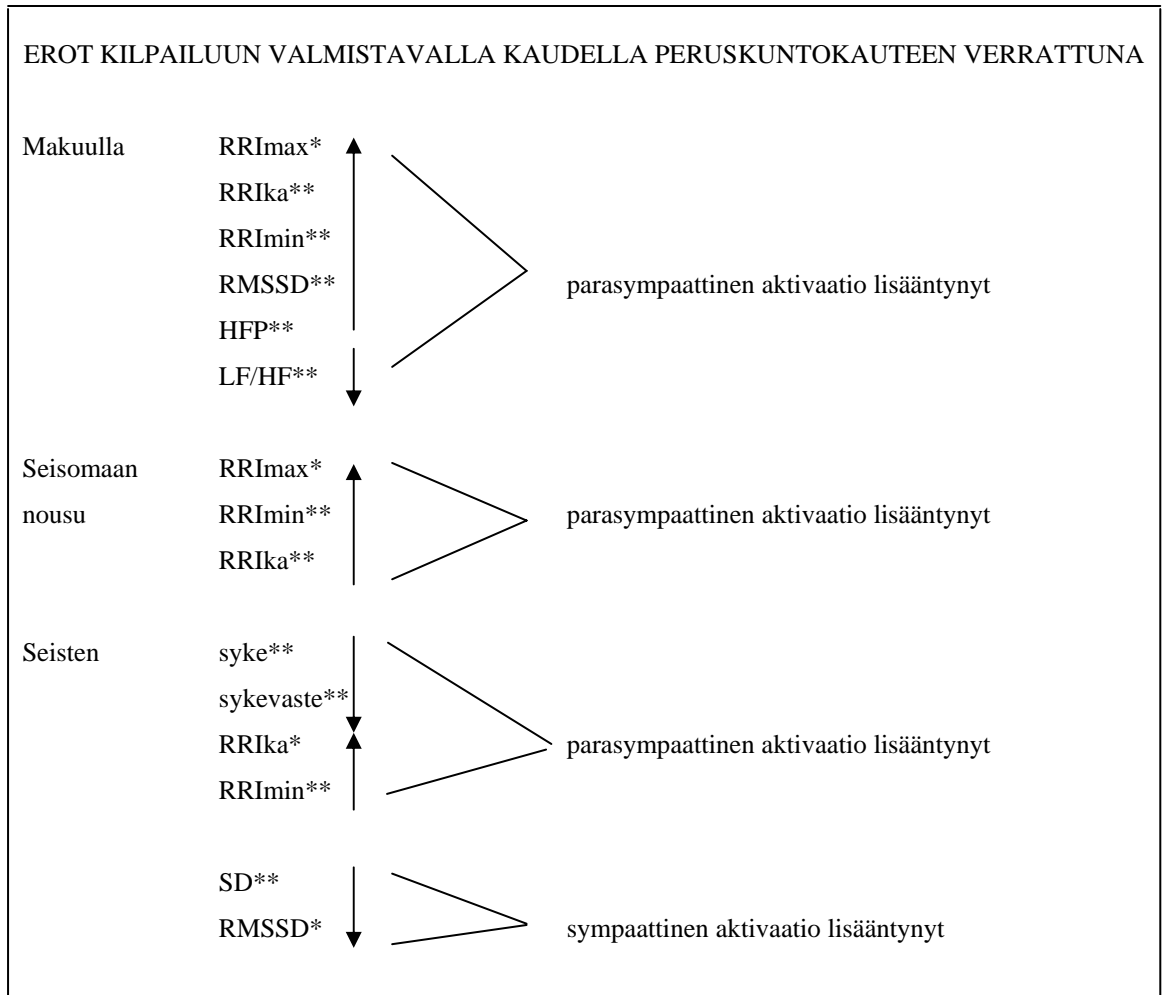 EROT KILPAILUUN VALMISTAVALLA KAUDELLA PERUSKUNTOKAUTEEN VERRATTUNA
Makuulla RRImax*
RRIka**
RRImin**
RMSSD** parasympaattinen aktivaatio lisääntynyt
HFP**
LF/HF**
Seisomaan RRImax*
nousu RRImin** parasympaattinen aktivaatio lisääntynyt
RRIka**
Seisten syke**
sykevaste**
RRIka* parasympaattinen aktivaatio lisääntynyt
RRImin**
SD**
RMSSD* sympaattinen aktivaatio lisääntynyt